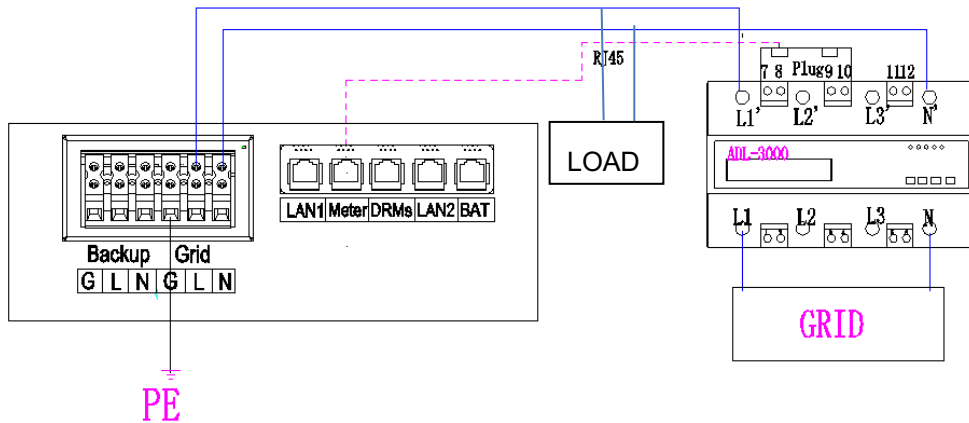 RJ45
7 8 Plug 9 10 11 12
L1' L2' L3' N'
LOAD
ADL-3000
LAN1 Meter DRMs LAN2 BAT
L1 L2 L3 N
Backup Grid
G L N G L N
GRID
PE